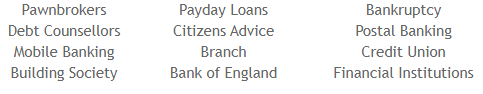 Pawnbrokers Payday Loans Bankruptcy
Debt Counsellors Citizens Advice Postal Banking
Mobile Banking Branch Credit Union
Building Society Bank of England Financial Institutions